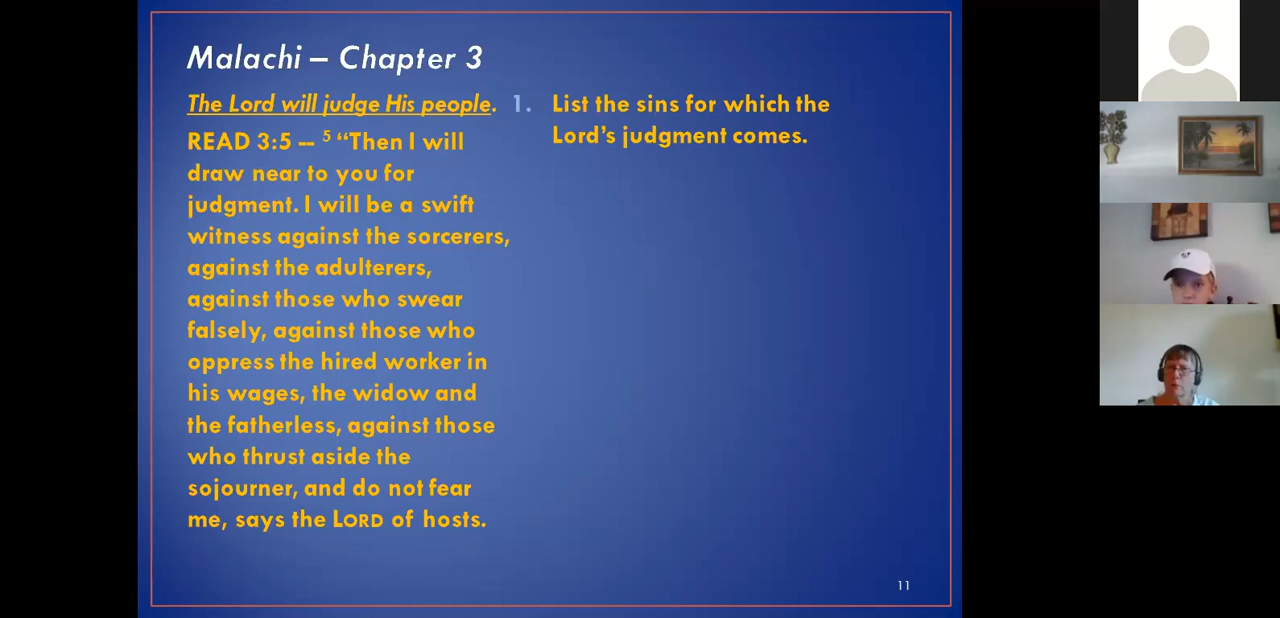 Malachi – Chapter 3
The Lord will judge His people.
READ 3:5 -- ⁵ “Then I will
draw near to you for
judgment. I will be a swift
witness against the sorcerers,
against the adulterers,
against those who swear
falsely, against those who
oppress the hired worker in
his wages, the widow and
the fatherless, against those
who thrust aside the
sojourner, and do not fear
me, says the LORD of hosts.
1. List the sins for which the
Lord’s judgment comes.
11